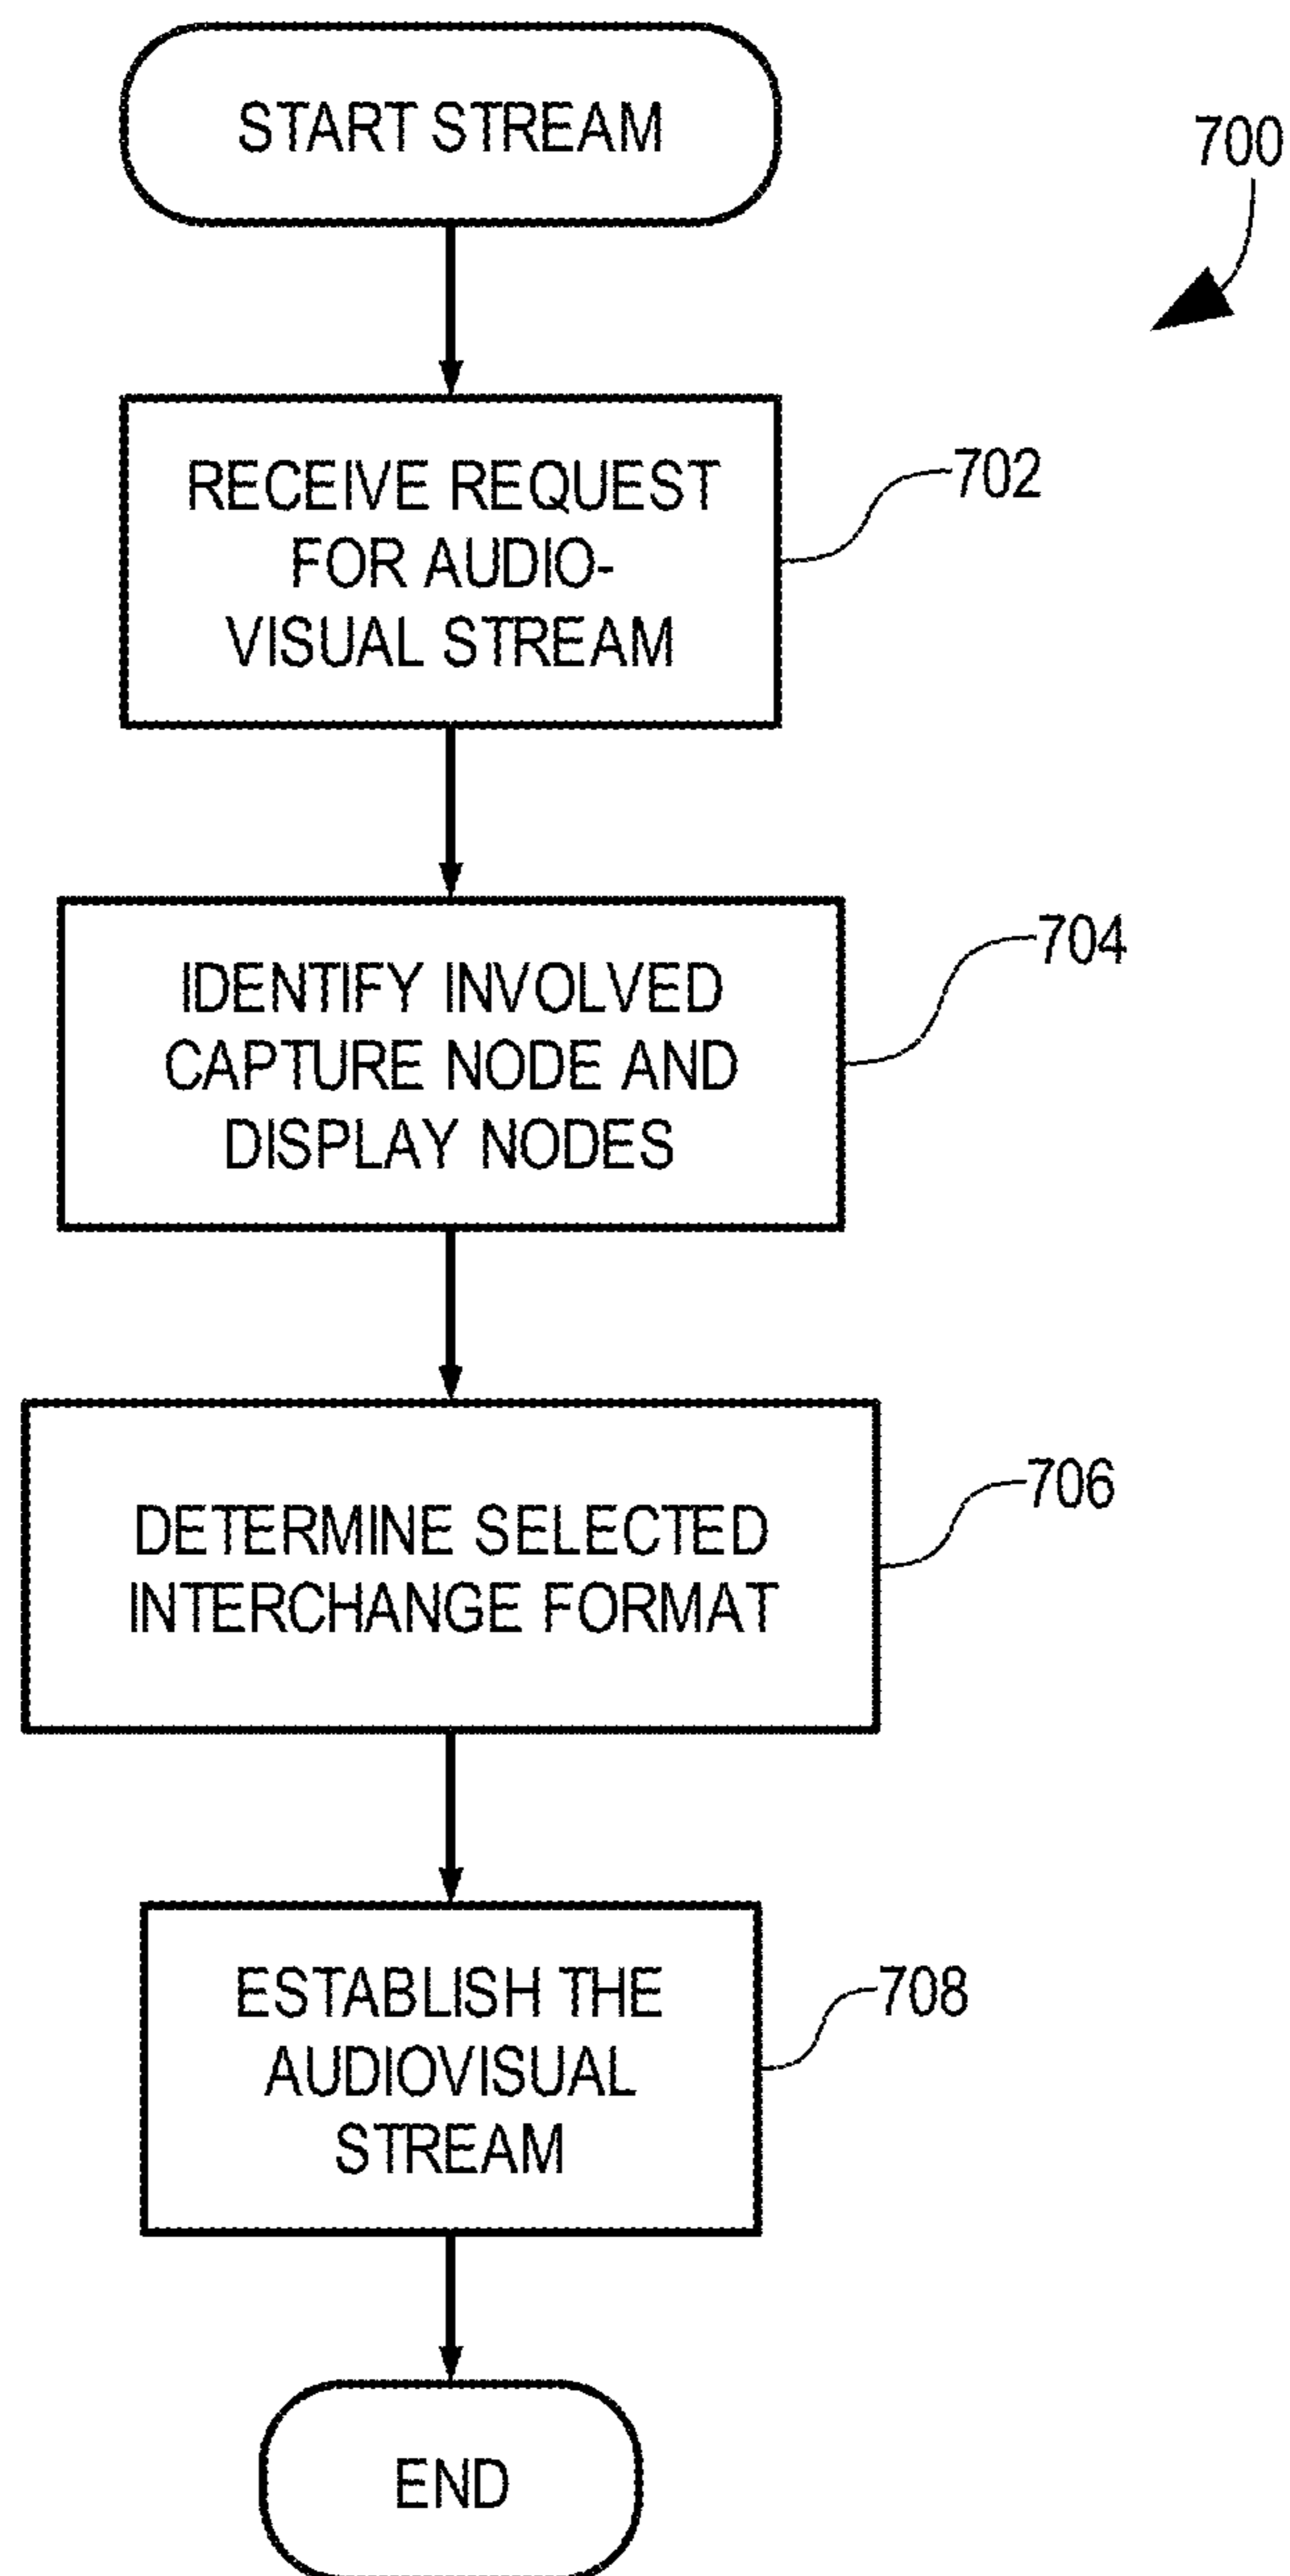 START STREAM
700
RECEIVE REQUEST
FOR AUDIO-
VISUAL STREAM
702
IDENTIFY INVOLVED
CAPTURE NODE AND
DISPLAY NODES
704
DETERMINE SELECTED
INTERCHANGE FORMAT
706
ESTABLISH THE
AUDIOVISUAL
STREAM
708
END